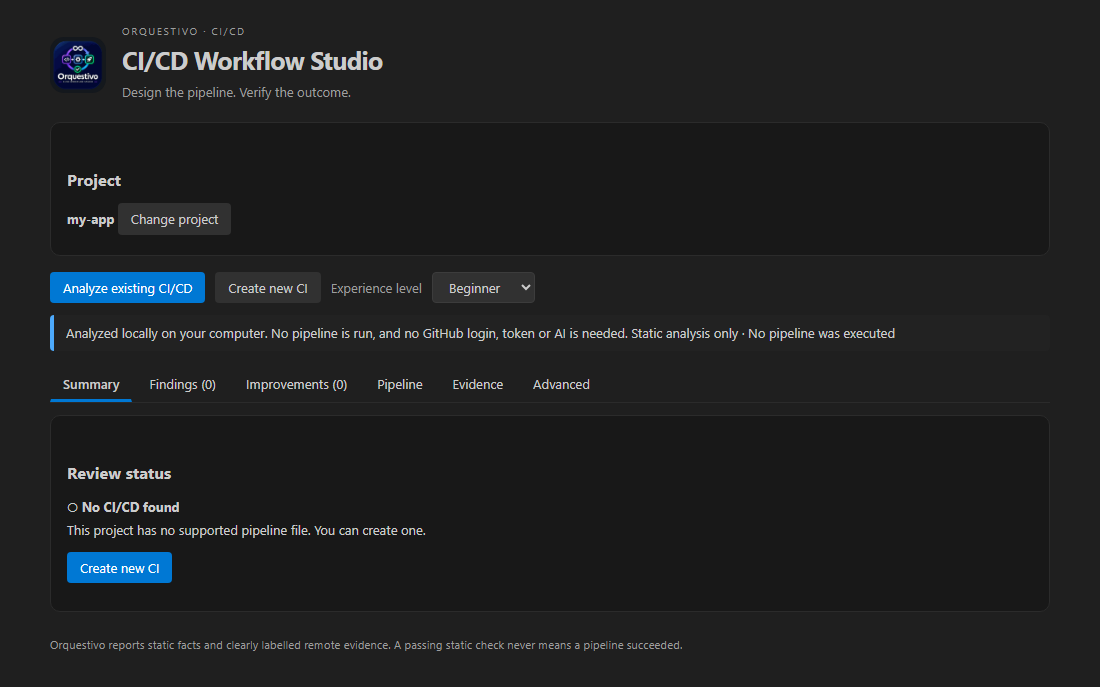 ORQUESTIVO · CI/CD
CI/CD Workflow Studio
Design the pipeline. Verify the outcome.
Orquestivo
Project
my-app Change project
Analyze existing CI/CD Create new CI Experience level Beginner
Analyzed locally on your computer. No pipeline is run, and no GitHub login, token or AI is needed. Static analysis only · No pipeline was executed
Summary Findings (0) Improvements (0) Pipeline Evidence Advanced
Review status
No CI/CD found
This project has no supported pipeline file. You can create one.
Create new CI
Orquestivo reports static facts and clearly labelled remote evidence. A passing static check never means a pipeline succeeded.